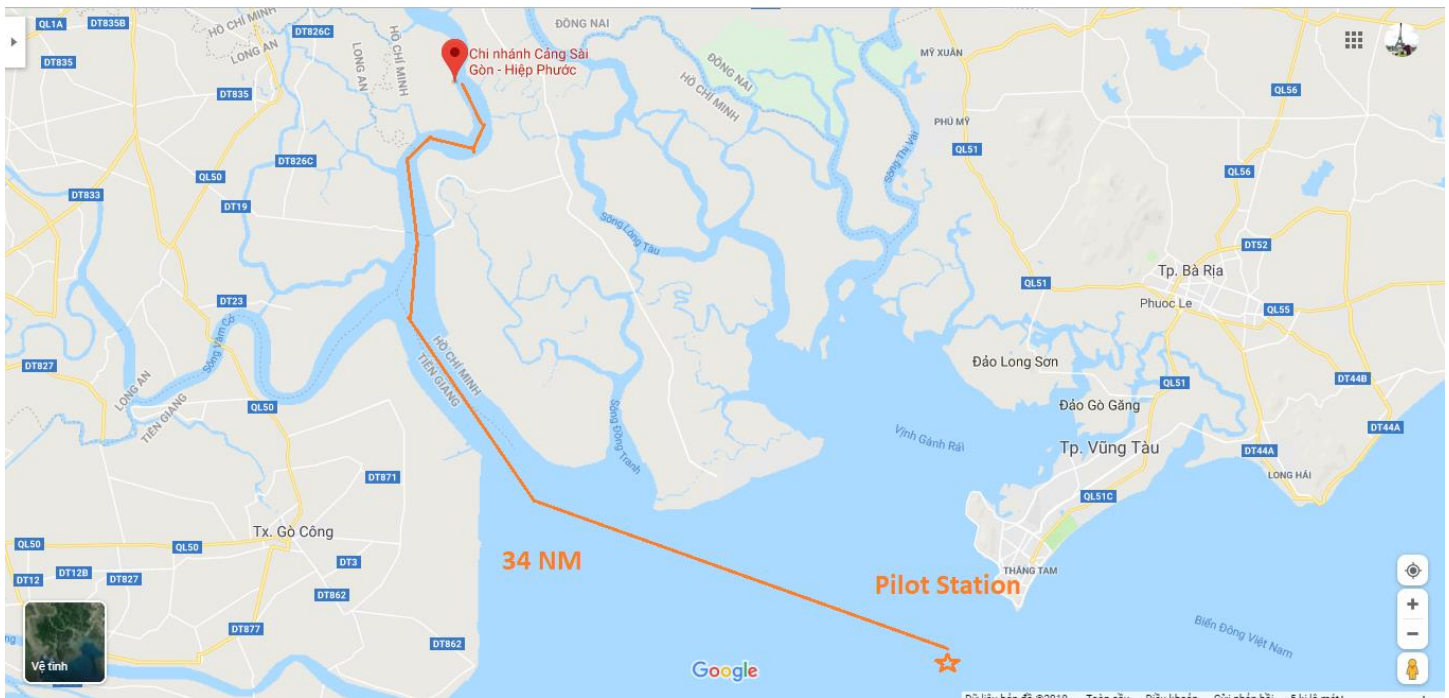 QL1A
DT835B
DT835
HỒ CHÍ MINH
LONG AN
DT826C
LONG AN
HỒ CHÍ MINH
Chi nhánh Cảng Sài
Gòn - Hiệp Phước
ĐỒNG NAI
ĐỒNG NAI
HỒ CHÍ MINH
MỸ XUÂN
QL51
QL56
PHÚ MỸ
QL51
Sông Thị Vải
QL56
DT835
DT826C
QL50
DT833
DT19
Sông Lòng Tàu
DT52
Tp. Bà Rịa
Phuoc Le
QL51
QL55
DT23
Sông Vàm Cỏ
HỒ CHÍ MINH
TIỀN GIANG
DT827
LONG AN
TIỀN GIANG
QL50
Đảo Long Sơn
QL51
DT44B
Đảo Gò Găng
Sông Đồng Tranh
Vịnh Gành Rái
Tp. Vũng Tàu
DT44A
DT44A
LONG HẢI
DT871
QL51C
Tx. Gò Công
QL50
QL50
DT3
34 NM
THẮNG TAM
Pilot Station
DT12
DT12B
DT827
DT862
DT862
DT877
DT862
Biển Đông Việt Nam
Vệ tinh
Google